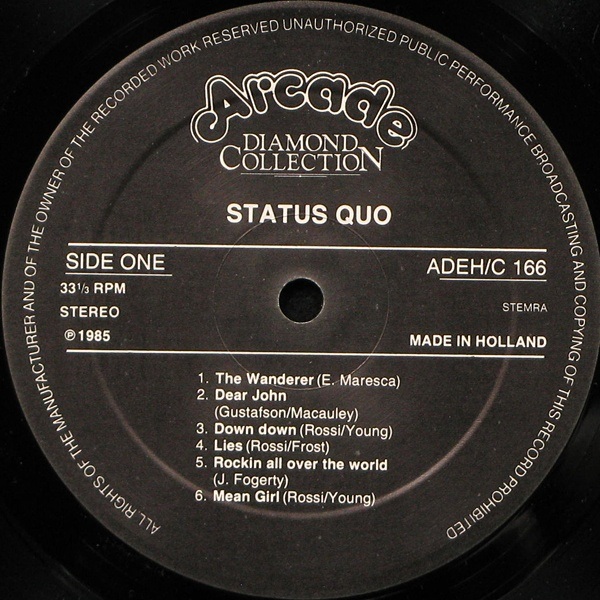 ALL RIGHTS OF THE MANUFACTURER AND OF THE OWNER OF THE RECORDED WORK RESERVED UNAUTHORIZED PUBLIC PERFORMANCE BROADCASTING AND COPYING OF THIS RECORD PROHIBITED
Arcade
DIAMOND
COLLECTION
STATUS QUO
SIDE ONE
ADEH/C 166
33 1/3 RPM
STEREO
STEMRA
℗ 1985
MADE IN HOLLAND
1. The Wanderer (E. Maresca)
2. Dear John
(Gustafson/Macauley)
3. Down down (Rossi/Young)
4. Lies (Rossi/Frost)
5. Rockin all over the world
(J. Fogerty)
6. Mean Girl (Rossi/Young)